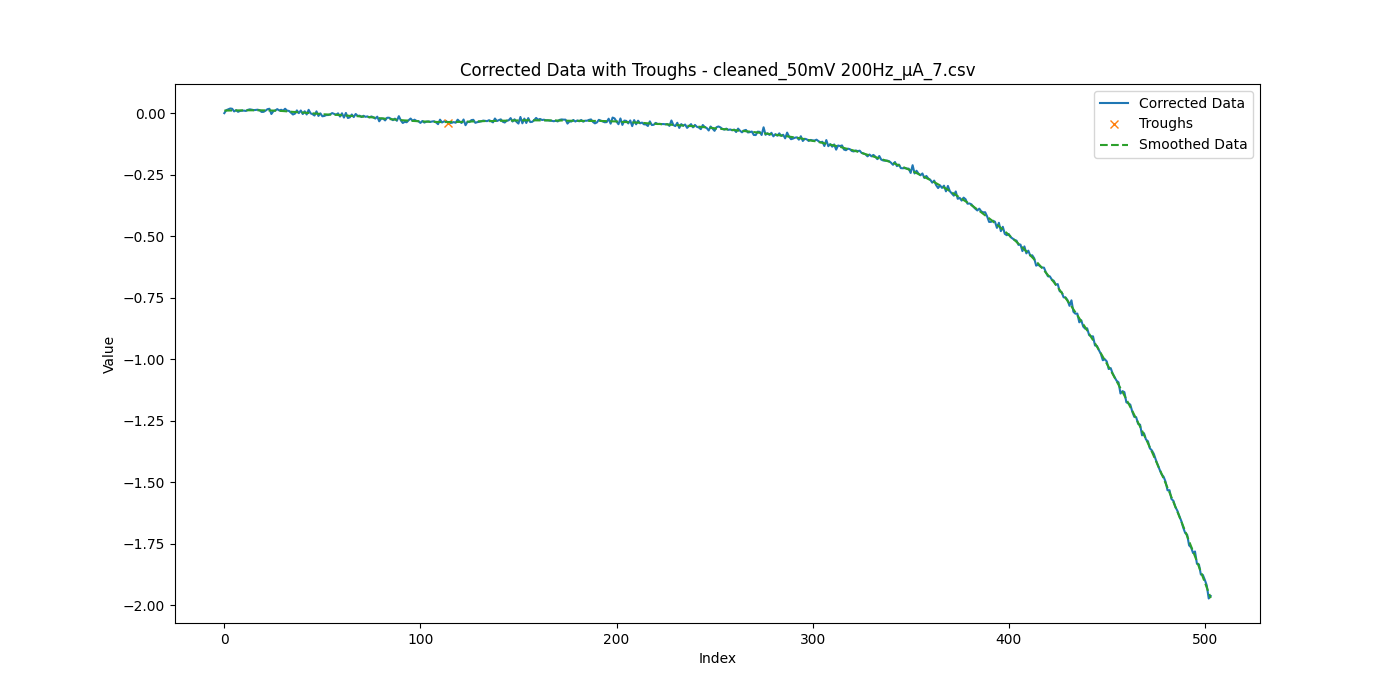 Corrected Data with Troughs - cleaned_50mV 200Hz_µA_7.csv
Corrected Data
Troughs
Smoothed Data
Value
0.00
−0.25
−0.50
−0.75
−1.00
−1.25
−1.50
−1.75
−2.00
0 100 200 300 400 500
Index